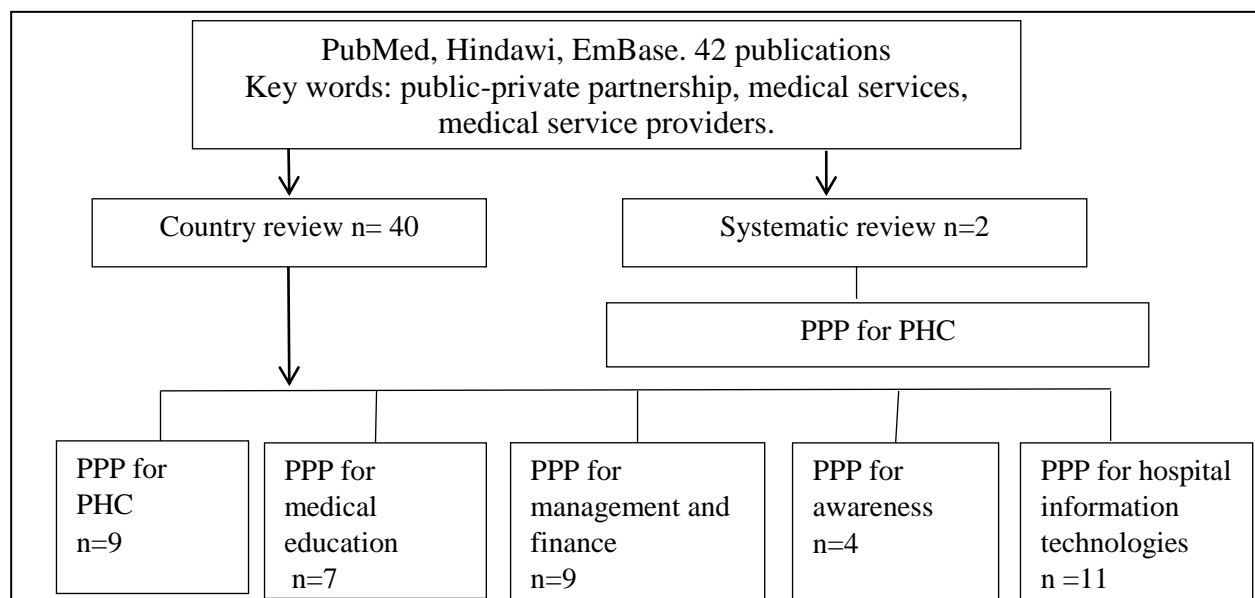 PubMed, Hindawi, EmBase. 42 publications
Key words: public-private partnership, medical services,
medical service providers.
Country review n= 40
Systematic review n=2
PPP for PHC
PPP for
PHC
n=9
PPP for
medical
education
n=7
PPP for
management and
finance
n=9
PPP for
awareness
n=4
PPP for hospital
information
technologies
n =11